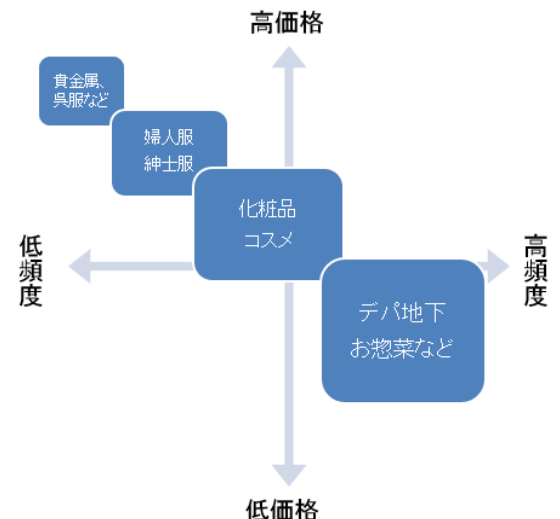 高価格
貴金属、
呉服など
婦人服
紳士服
化粧品
コスメ
低頻度
高頻度
デパ地下
お惣菜など
低価格